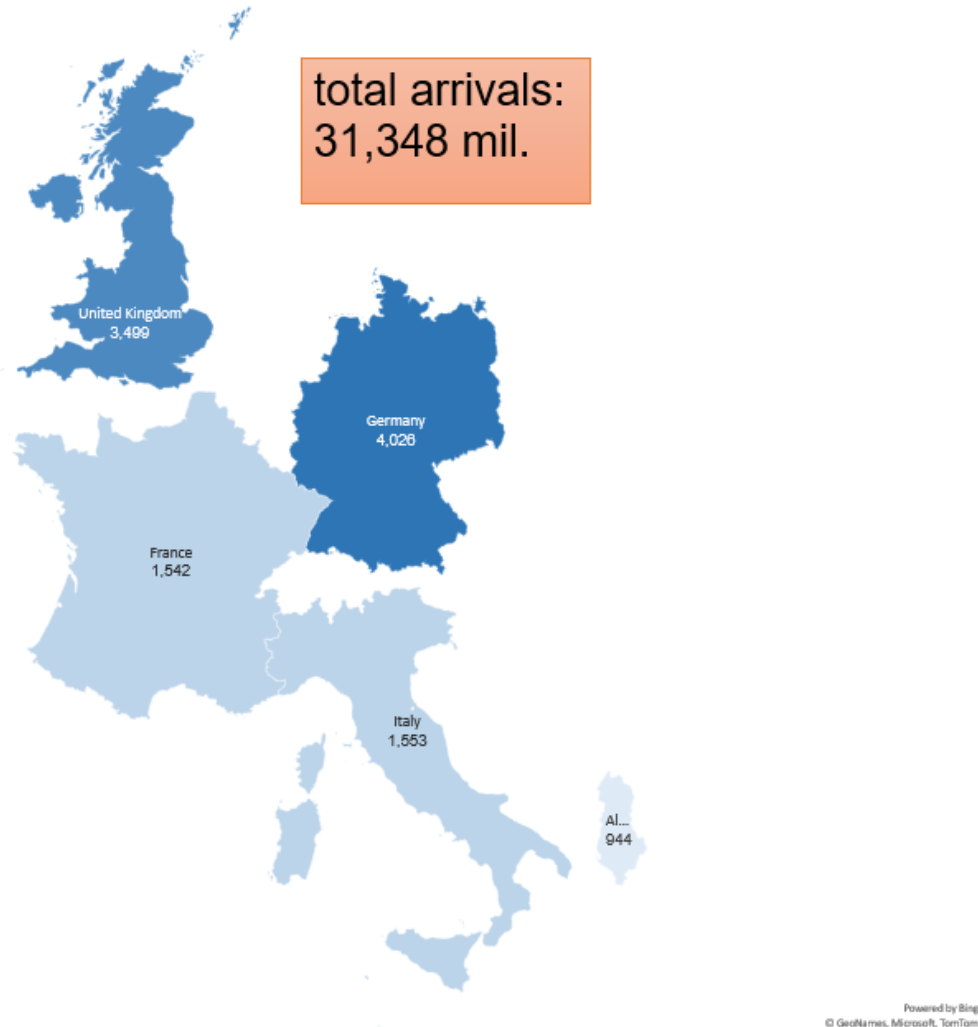 total arrivals:
31,348 mil.
United Kingdom
3,499
Germany
4,026
France
1,542
Italy
1,553
Al...
944
Powered by Bing
© GeoNames, Microsoft, TomTom